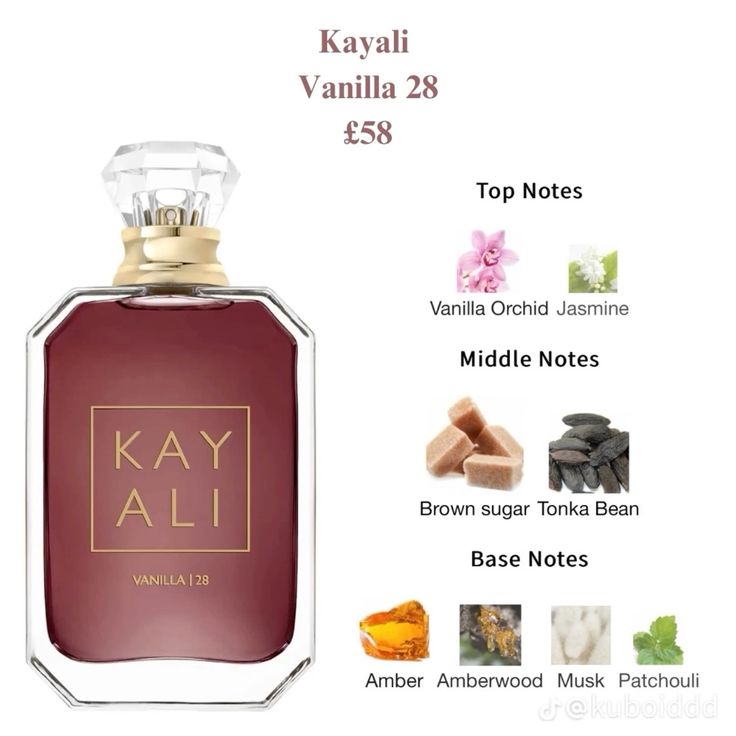 Kayali
Vanilla 28
£58
KAY
ALI
VANILLA | 28
Top Notes
Vanilla Orchid Jasmine
Middle Notes
Brown sugar Tonka Bean
Base Notes
Amber Amberwood Musk Patchouli
@kuboiddd